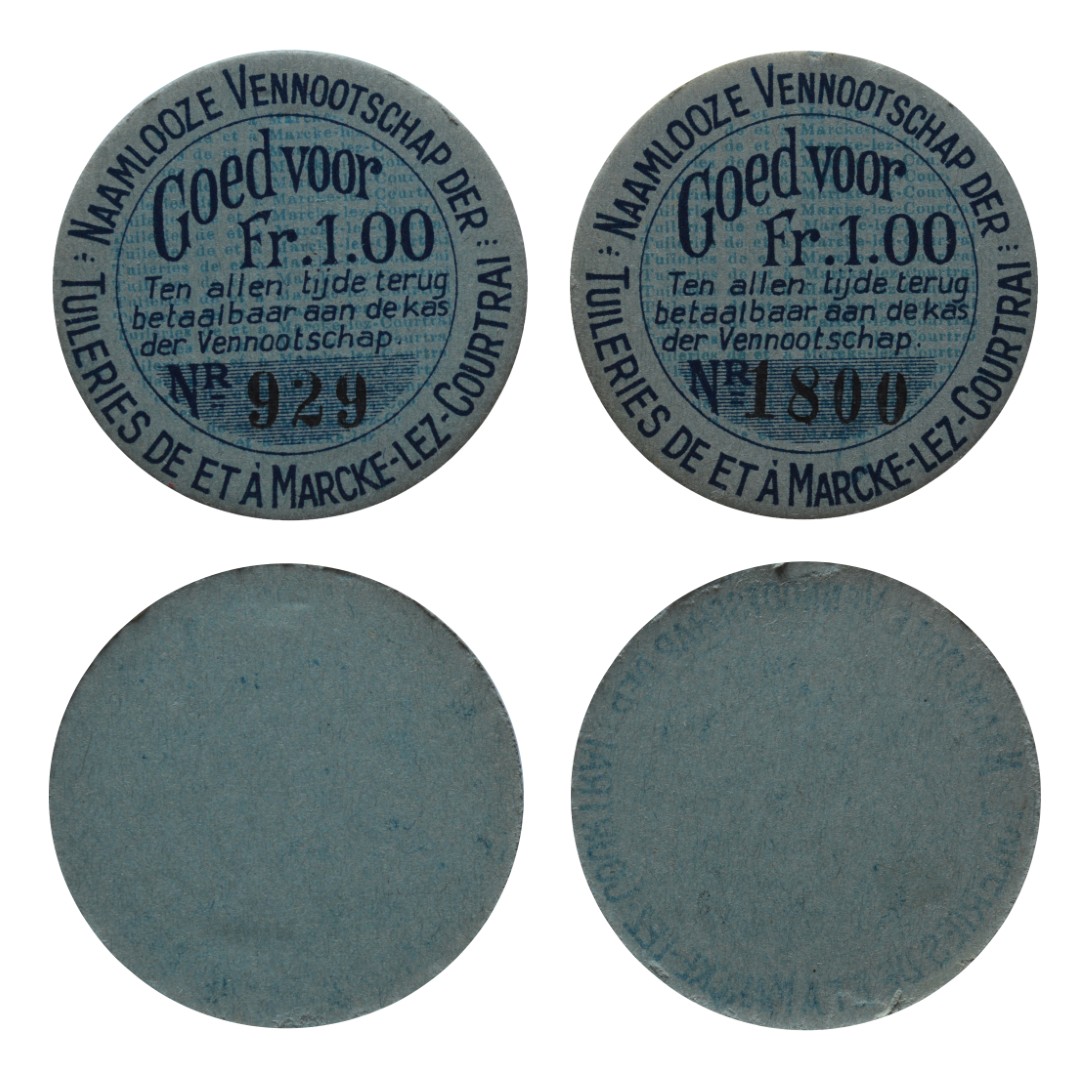 NAAMLOOZE VENNOOTSCHAP DER
TUILERIES DE ET À MARCKE-LEZ-COURTRAI
Goed voor
Fr. 1.00
Ten allen tijde terug
betaalbaar aan de kas
der Vennootschap.
NR 929
NAAMLOOZE VENNOOTSCHAP DER
TUILERIES DE ET À MARCKE-LEZ-COURTRAI
Goed voor
Fr. 1.00
Ten allen tijde terug
betaalbaar aan de kas
der Vennootschap.
NR 1800